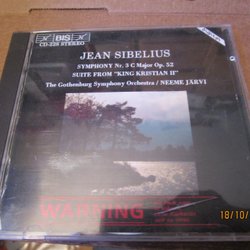 BIS
CD-228 STEREO
JEAN SIBELIUS
SYMPHONY Nr. 3 C Major Op. 52
SUITE FROM "KING KRISTIAN II"
The Gothenburg Symphony Orchestra / NEEME JÄRVI
WARNING
18/10/